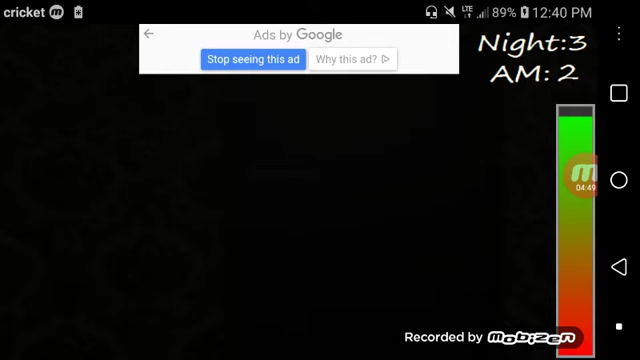 cricket LTE 89% 12:40 PM
Ads by Google
Stop seeing this ad Why this ad?
Night:3
AM: 2
04:49
Recorded by mobizen